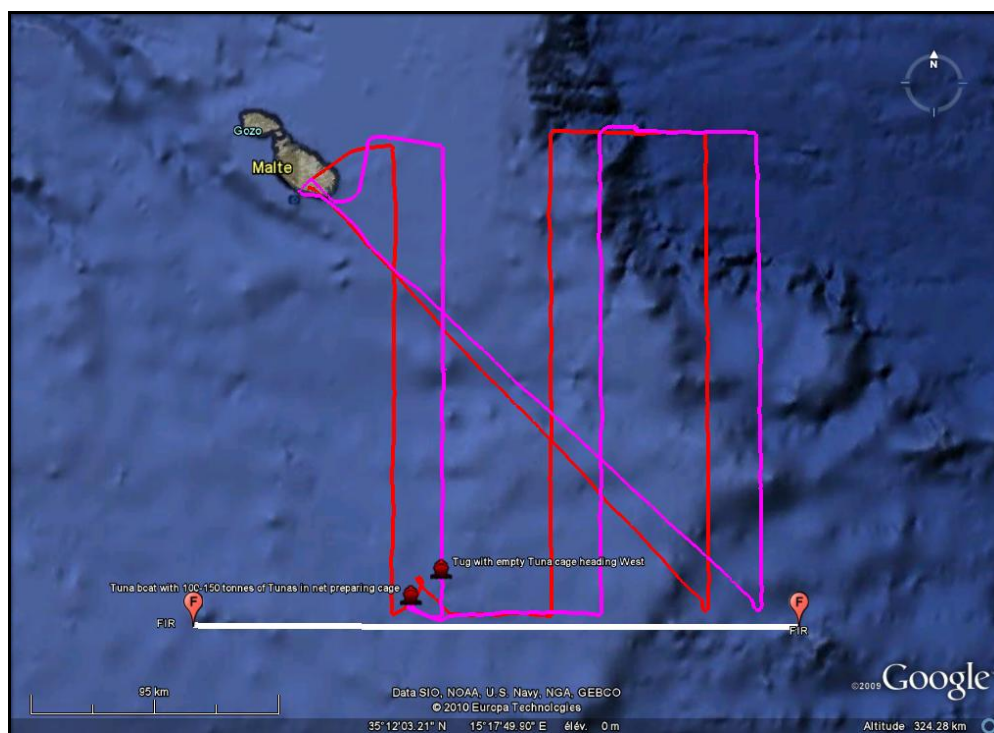 N
Gozo
Malte
Tug with empty Tuna cage heading West
Tuna boat with 100-150 tonnes of Tunas in net preparing cage
F
F
FIR
FIR
95 km
Data SIO, NOAA, U.S. Navy, NGA, GEBCO
© 2010 Europa Technologies
©2009 Google
35°12'03.21" N 15°17'49.90" E élév. 0 m
Altitude 324.28 km